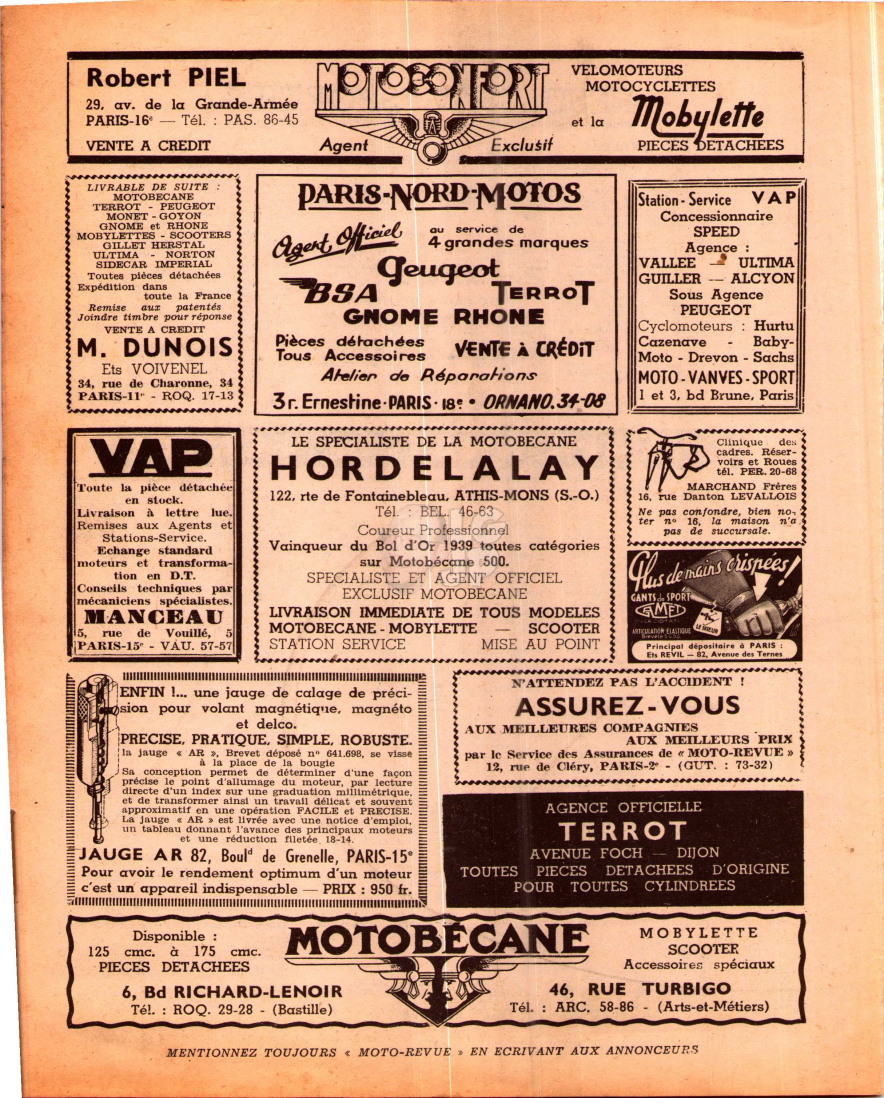 Robert PIEL
29, av. de la Grande-Armée
PARIS-16e — Tél. : PAS. 86-45
VENTE A CREDIT
MOTOCONFORT
Agent Exclusif
VELOMOTEURS
MOTOCYCLETTES
et la Mobylette
PIECES DETACHEES
LIVRABLE DE SUITE :
MOTOBECANE
TERROT - PEUGEOT
MONET - GOYON
GNOME et RHONE
MOBYLETTES - SCOOTERS
GILLET HERSTAL
ULTIMA - NORTON
SIDECAR IMPERIAL
Toutes pièces détachées
Expédition dans
toute la France
Remise aux patentés
Joindre timbre pour réponse
VENTE A CREDIT
M. DUNOIS
Ets VOIVENEL
34, rue de Charonne, 34
PARIS-11e - ROQ. 17-13
PARIS-NORD-MOTOS
Agent Officiel
au service de
4 grandes marques
Peugeot
BSA TERROT
GNOME RHONE
Pièces détachées
Tous Accessoires
VENTE à CRÉDIT
Atelier de Réparations
3 r. Ernestine · PARIS · 18e • ORNANO. 34-08
Station - Service VAP
Concessionnaire
SPEED
Agence :
VALLEE — ULTIMA
GUILLER — ALCYON
Sous Agence
PEUGEOT
Cyclomoteurs : Hurtu
Cazenave - Baby-
Moto - Drevon - Sachs
MOTO - VANVES - SPORT
1 et 3, bd Brune, Paris
VAP
Toute la pièce détachée
en stock.
Livraison à lettre lue.
Remises aux Agents et
Stations-Service.
Echange standard
moteurs et transforma-
tion en D.T.
Conseils techniques par
mécaniciens spécialistes.
MANCEAU
5, rue de Vouillé, 5
PARIS-15e - VAU. 57-57
LE SPECIALISTE DE LA MOTOBECANE
HORDELALAY
122, rte de Fontainebleau, ATHIS-MONS (S.-O.)
Tél. : BEL. 46-63
Coureur Professionnel
Vainqueur du Bol d'Or 1939 toutes catégories
sur Motobécane 500.
SPECIALISTE ET AGENT OFFICIEL
EXCLUSIF MOTOBECANE
LIVRAISON IMMEDIATE DE TOUS MODELES
MOTOBECANE - MOBYLETTE — SCOOTER
STATION SERVICE MISE AU POINT
Clinique des
cadres. Réser-
voirs et Roues
tél. PER. 20-68
MARCHAND Frères
16, rue Danton LEVALLOIS
Ne pas confondre, bien no-
ter n° 16, la maison n'a
pas de succursale.
Plus de mains crispées!
GANTS de SPORT
GAMET
ARTICULATION ELASTIQUE
Principal dépositaire à PARIS :
Ets REVIL — 82, Avenue des Ternes
ENFIN !... une jauge de calage de préci-
sion pour volant magnétique, magnéto
et delco.
PRECISE, PRATIQUE, SIMPLE, ROBUSTE.
la jauge « AR », Brevet déposé n° 641.698, se visse
à la place de la bougie
Sa conception permet de déterminer d'une façon
précise le point d'allumage du moteur, par lecture
directe d'un index sur une graduation millimétrique,
et de transformer ainsi un travail délicat et souvent
approximatif en une opération FACILE et PRECISE.
La jauge « AR » est livrée avec une notice d'emploi,
un tableau donnant l'avance des principaux moteurs
et une réduction filetée 18-14.
JAUGE AR 82, Bould de Grenelle, PARIS-15e
Pour avoir le rendement optimum d'un moteur
c'est un appareil indispensable — PRIX : 950 fr.
N'ATTENDEZ PAS L'ACCIDENT !
ASSUREZ-VOUS
AUX MEILLEURES COMPAGNIES
AUX MEILLEURS PRIX
par le Service des Assurances de « MOTO-REVUE »
12, rue de Cléry, PARIS-2e - (GUT. : 73-32)
AGENCE OFFICIELLE
TERROT
AVENUE FOCH — DIJON
TOUTES PIECES DETACHEES D'ORIGINE
POUR TOUTES CYLINDREES
Disponible :
125 cmc. à 175 cmc.
PIECES DETACHEES
MOTOBÉCANE
MOBYLETTE
SCOOTER
Accessoires spéciaux
6, Bd RICHARD-LENOIR
Tél. : ROQ. 29-28 - (Bastille)
46, RUE TURBIGO
Tél. : ARC. 58-86 - (Arts-et-Métiers)
MENTIONNEZ TOUJOURS « MOTO-REVUE » EN ECRIVANT AUX ANNONCEURS